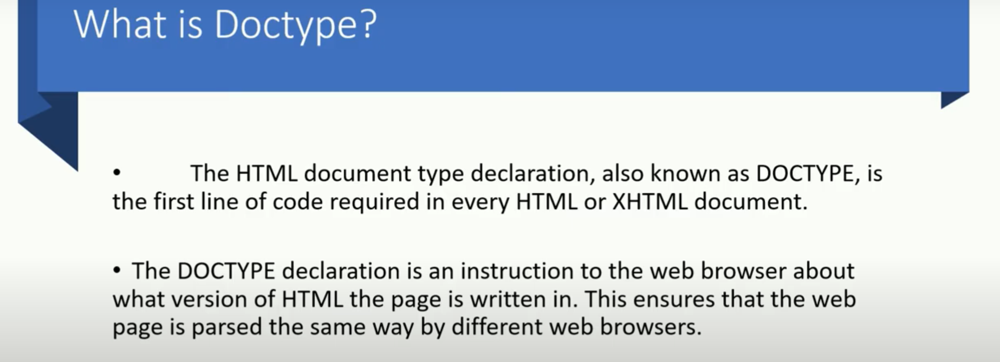 What is Doctype?
• The HTML document type declaration, also known as DOCTYPE, is
the first line of code required in every HTML or XHTML document.
• The DOCTYPE declaration is an instruction to the web browser about
what version of HTML the page is written in. This ensures that the web
page is parsed the same way by different web browsers.